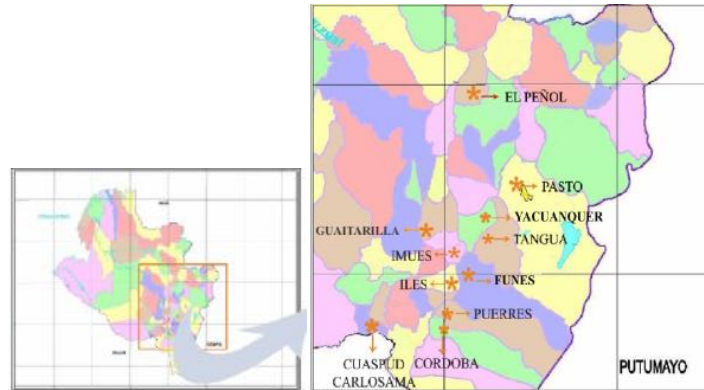 EL PEÑOL
PASTO
YACUANQUER
GUAITARILLA
TANGUA
IMUES
FUNES
ILES
PUERRES
CUASPUD
CARLOSAMA
CORDOBA
PUTUMAYO